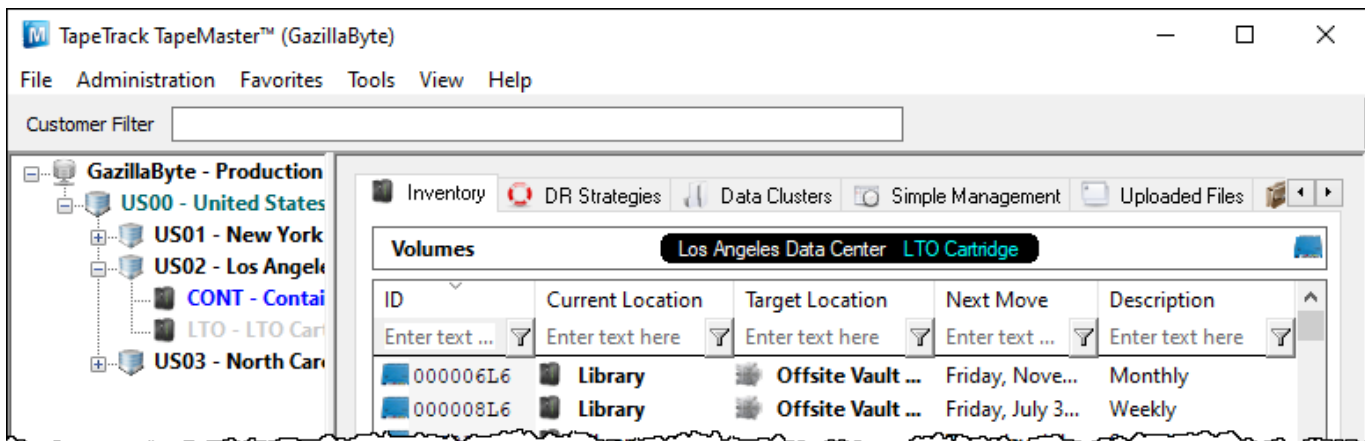 TapeTrack TapeMaster™ (GazillaByte)
File Administration Favorites Tools View Help
Customer Filter
GazillaByte - Production
US00 - United States
US01 - New York
US02 - Los Angele
CONT - Contai
LTO - LTO Cart
US03 - North Car
Inventory DR Strategies Data Clusters Simple Management Uploaded Files
Volumes Los Angeles Data Center LTO Cartridge
ID Current Location Target Location Next Move Description
Enter text ... Enter text here Enter text here Enter text ... Enter text here
000006L6 Library Offsite Vault ... Friday, Nove... Monthly
000008L6 Library Offsite Vault ... Friday, July 3... Weekly